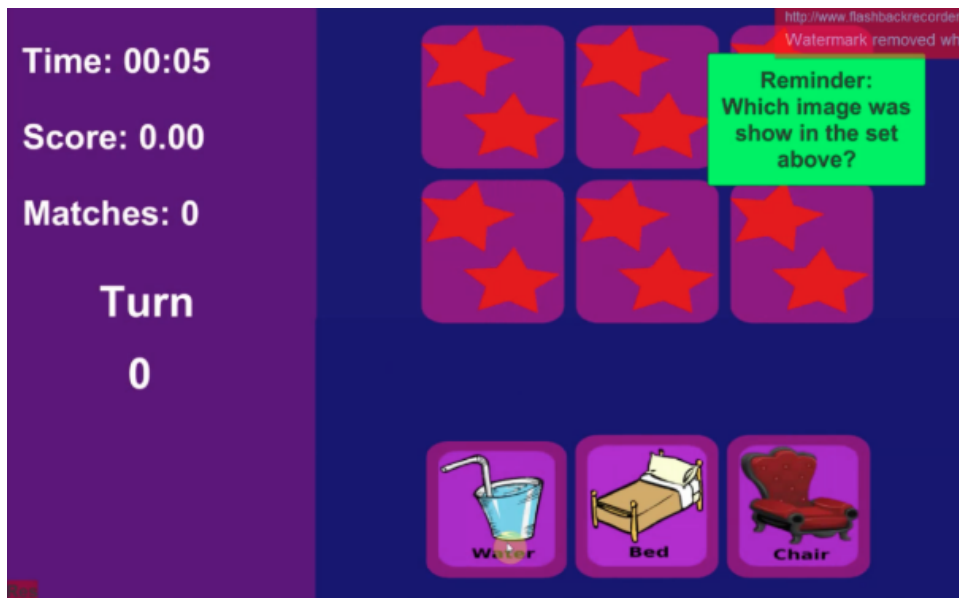 http://www.flashbackrecorder
Watermark removed wh
Time: 00:05
Reminder:
Which image was
show in the set
above?
Score: 0.00
Matches: 0
Turn
0
Water
Bed
Chair